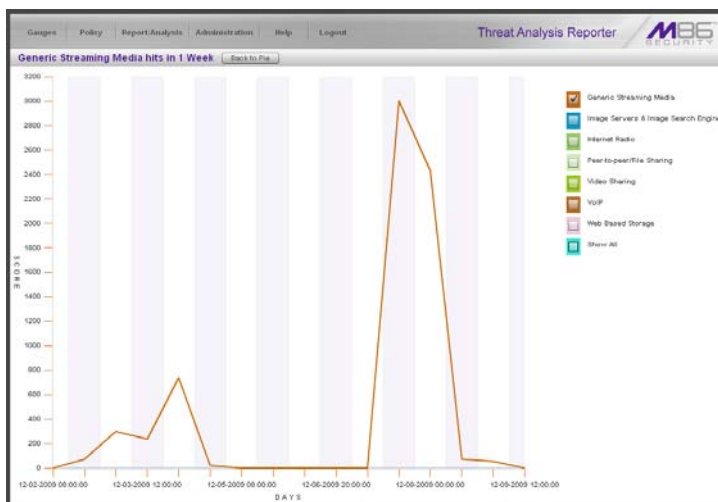 Gauges Policy Report/Analysis Administration Help Logout
Threat Analysis Reporter
M86 SECURITY
Generic Streaming Media hits in 1 Week Back to Pie
3200
3000
2800
2600
2400
2200
2000
1800
1600
1400
1200
1000
800
600
400
200
0
SCORE
12-02-2009 00:00:00 12-03-2009 12:00:00 12-05-2009 00:00:00 12-06-2009 20:00:00 12-08-2009 00:00:00 12-09-2009 12:00:00
DAYS
Generic Streaming Media
Image Servers & Image Search Engine
Internet Radio
Peer-to-peer/File Sharing
Video Sharing
VoIP
Web Based Storage
Show All